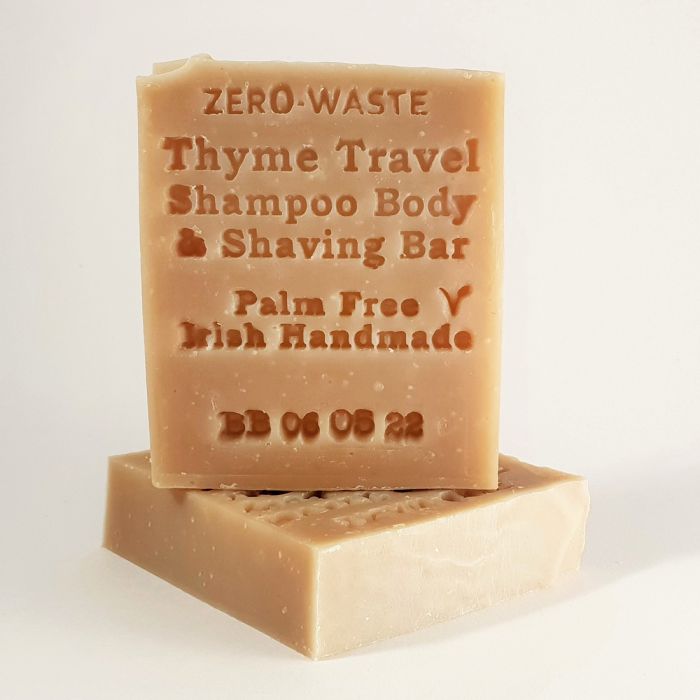 ZERO-WASTE
Thyme Travel
Shampoo Body
& Shaving Bar
Palm Free
Irish Handmade
BB 06 05 22